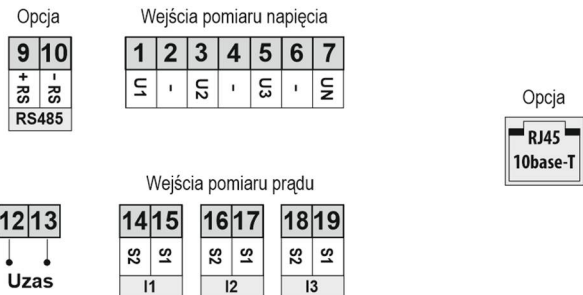 Opcja
9 10
+RS -RS
RS485
Wejścia pomiaru napięcia
1 2 3 4 5 6 7
U1 - U2 - U3 - UN
Opcja
RJ45
10base-T
12 13
Uzas
Wejścia pomiaru prądu
14 15 16 17 18 19
S2 S1 S2 S1 S2 S1
I1 I2 I3